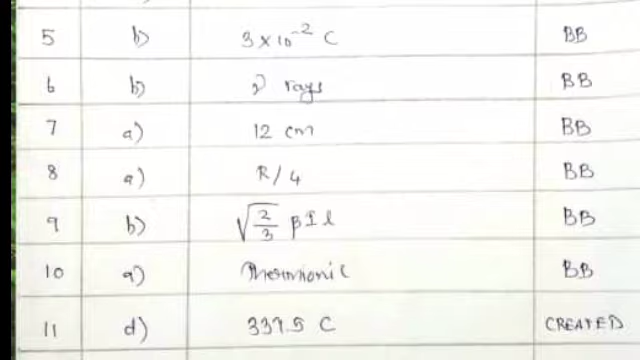 5 b) 3 × 10⁻² C BB
6 b) γ rays BB
7 a) 12 cm BB
8 a) R/4 BB
9 b) √(2/3) βIl BB
10 a) Thermionic BB
11 d) 337.5 C CREATED